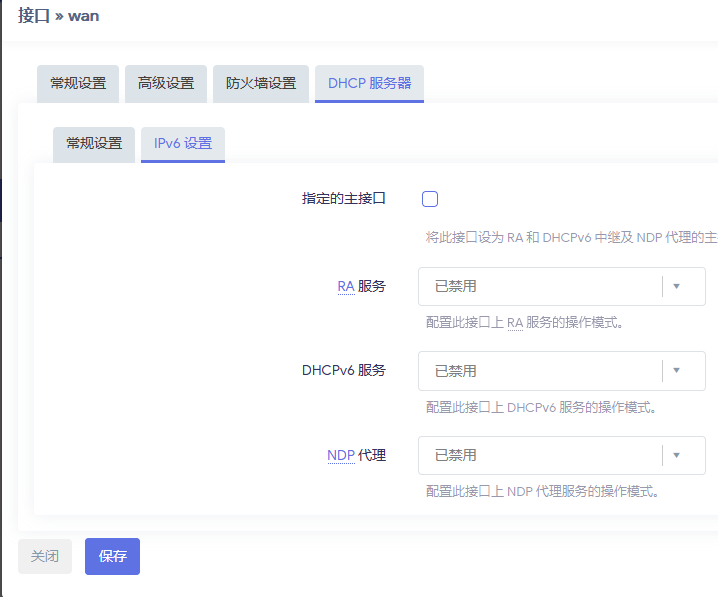 接口 » wan
常规设置 高级设置 防火墙设置 DHCP 服务器
常规设置 IPv6 设置
指定的主接口
将此接口设为 RA 和 DHCPv6 中继及 NDP 代理的主
RA 服务 已禁用
配置此接口上 RA 服务的操作模式。
DHCPv6 服务 已禁用
配置此接口上 DHCPv6 服务的操作模式。
NDP 代理 已禁用
配置此接口上 NDP 代理服务的操作模式。
关闭 保存